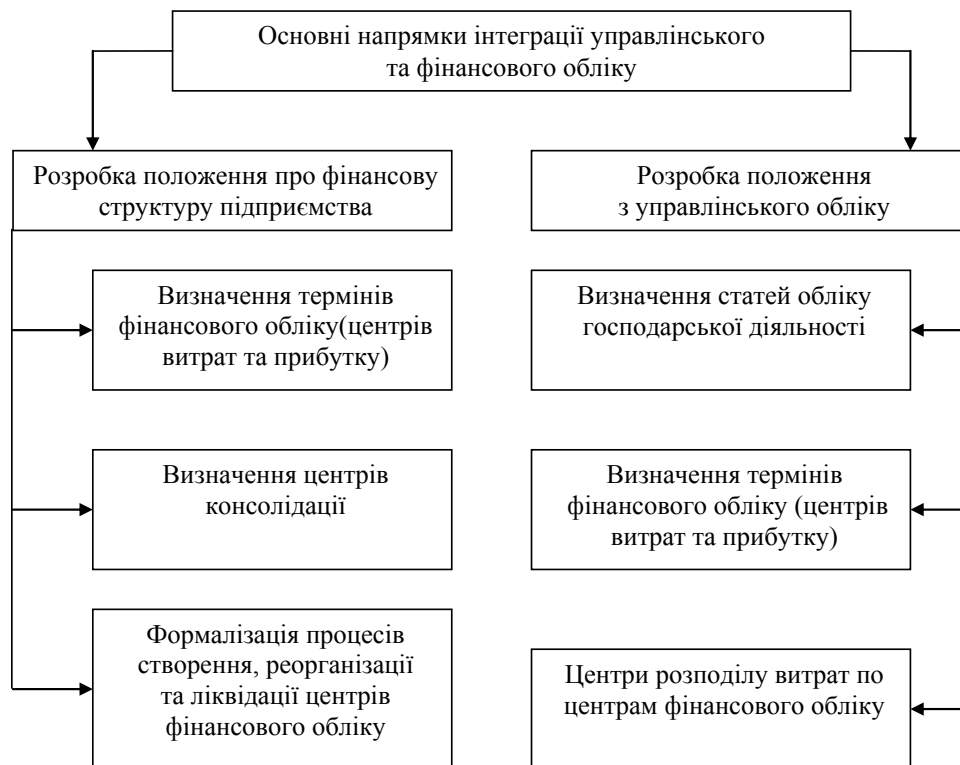 Основні напрямки інтеграції управлінського
та фінансового обліку
Розробка положення про фінансову
структуру підприємства
Розробка положення
з управлінського обліку
Визначення термінів
фінансового обліку(центрів
витрат та прибутку)
Визначення статей обліку
господарської діяльності
Визначення центрів
консолідації
Визначення термінів
фінансового обліку (центрів
витрат та прибутку)
Формалізація процесів
створення, реорганізації
та ліквідації центрів
фінансового обліку
Центри розподілу витрат по
центрам фінансового обліку